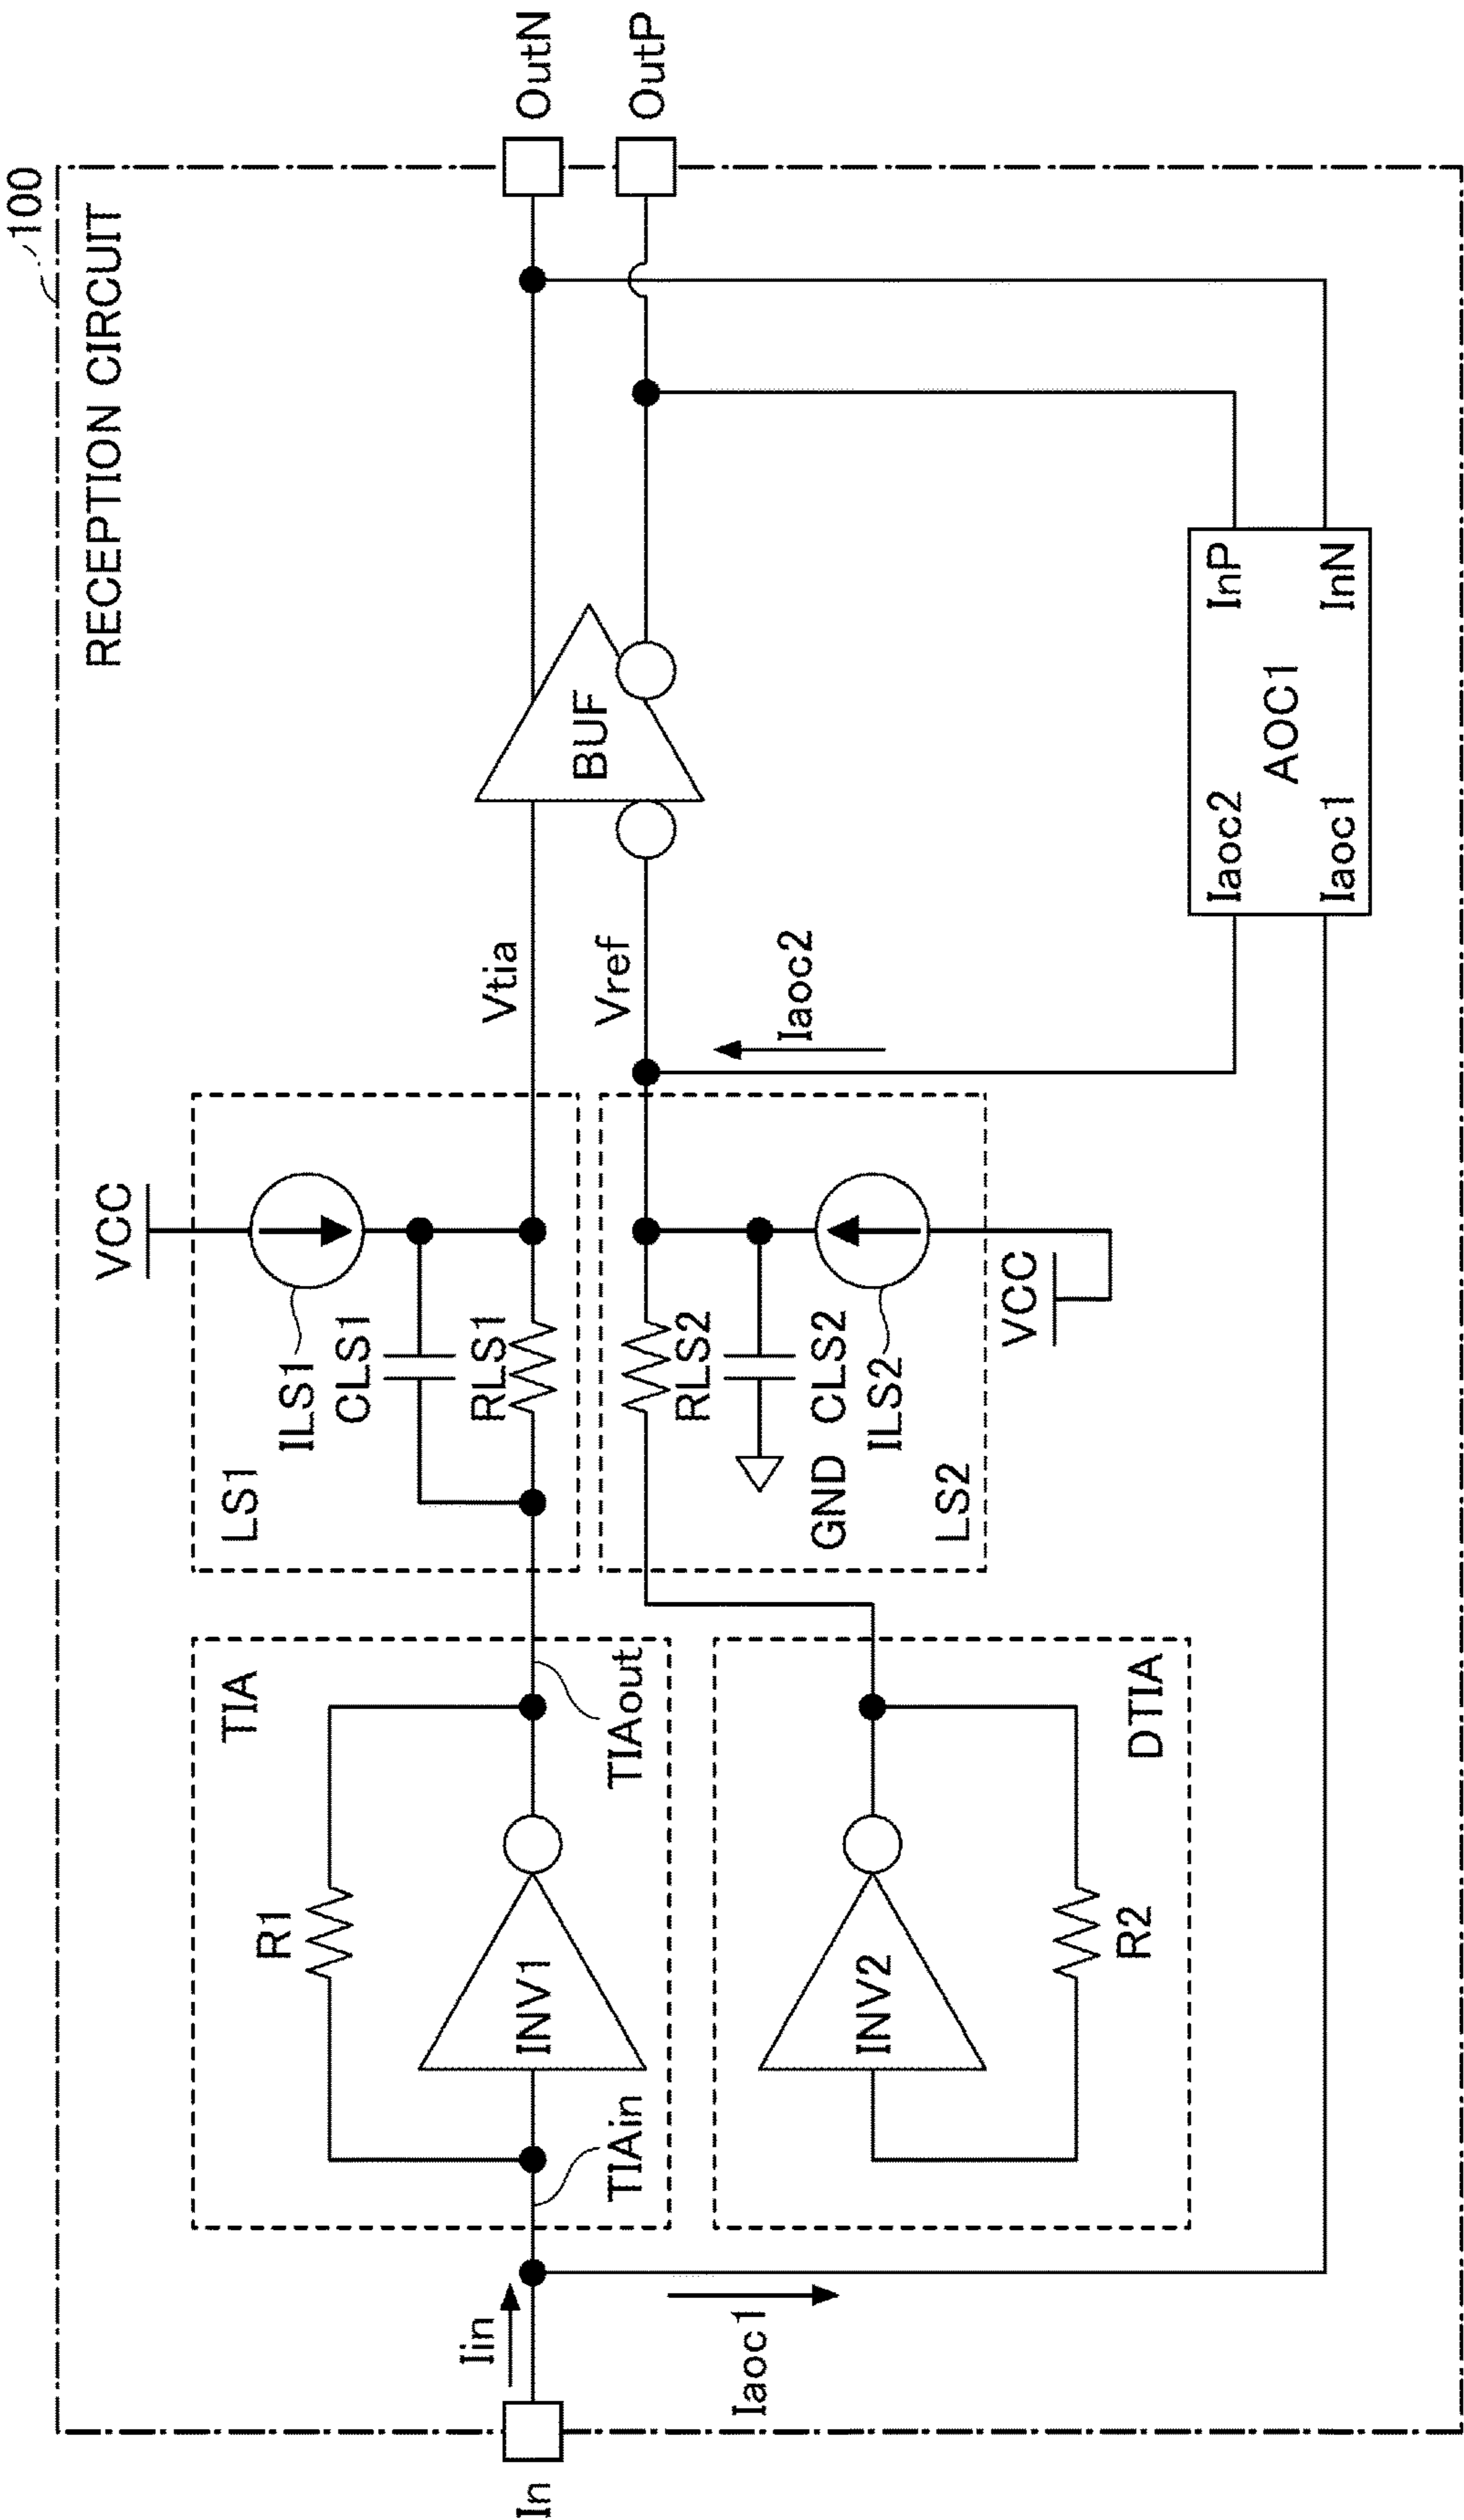 100
RECEPTION CIRCUIT
VCC
TIA
LS1
R1
ILS1
CLS1
RLS1
Iin
Vtia
In
INV1
OutN
TIAin
TIAout
BUF
Vref
OutP
RLS2
Iaoc1
Iaoc2
GND
CLS2
INV2
ILS2
LS2
VCC
R2
DTIA
Iaoc2
InP
AOC1
Iaoc1
InN